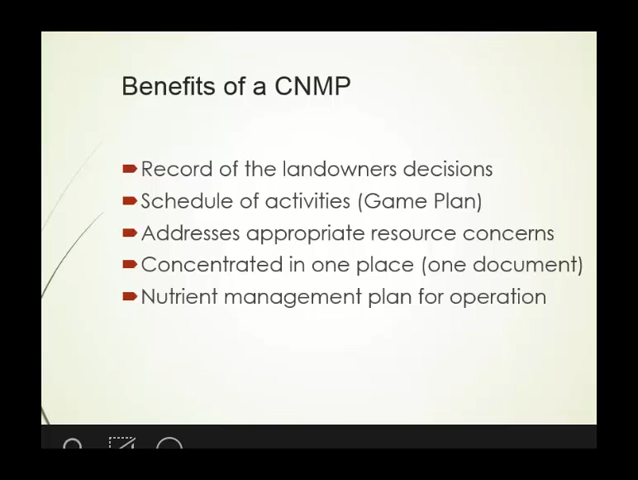 Benefits of a CNMP
Record of the landowners decisions
Schedule of activities (Game Plan)
Addresses appropriate resource concerns
Concentrated in one place (one document)
Nutrient management plan for operation